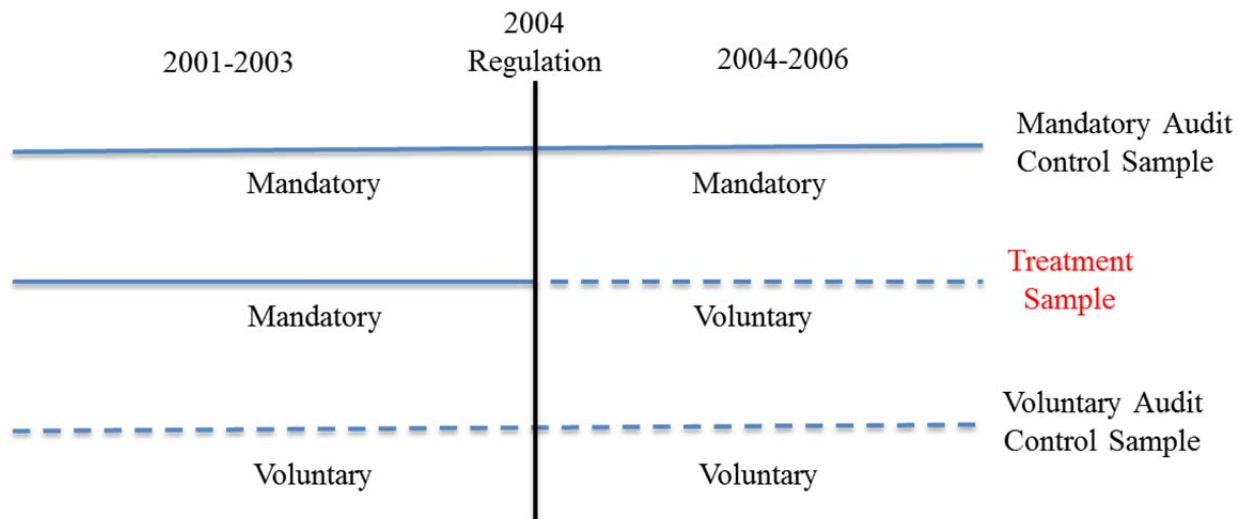 2004
2001-2003
Regulation
2004-2006
Mandatory Audit
Control Sample
Mandatory
Mandatory
Treatment
Sample
Mandatory
Voluntary
Voluntary Audit
Control Sample
Voluntary
Voluntary